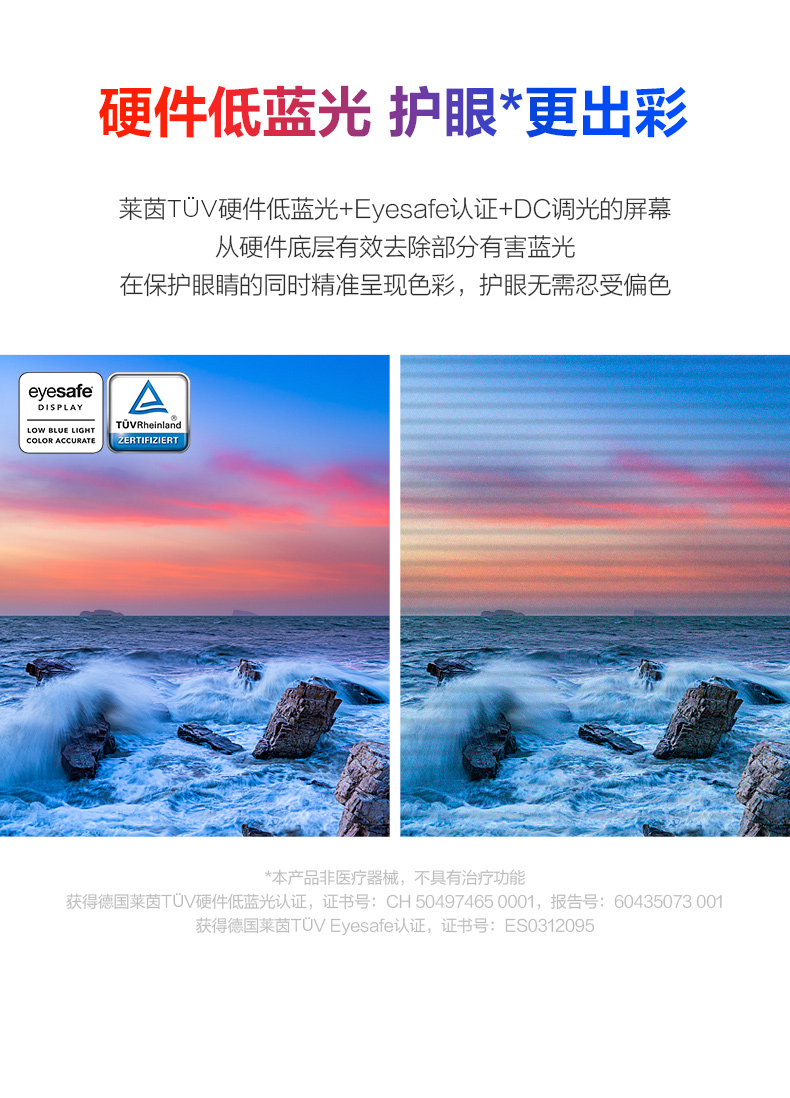 硬件低蓝光 护眼*更出彩
莱茵TÜV硬件低蓝光+Eyesafe认证+DC调光的屏幕
从硬件底层有效去除部分有害蓝光
在保护眼睛的同时精准呈现色彩，护眼无需忍受偏色
eyesafe®
DISPLAY
LOW BLUE LIGHT
COLOR ACCURATE
®
TÜVRheinland
ZERTIFIZIERT
*本产品非医疗器械，不具有治疗功能
获得德国莱茵TÜV硬件低蓝光认证，证书号：CH 50497465 0001，报告号：60435073 001
获得德国莱茵TÜV Eyesafe认证，证书号：ES0312095